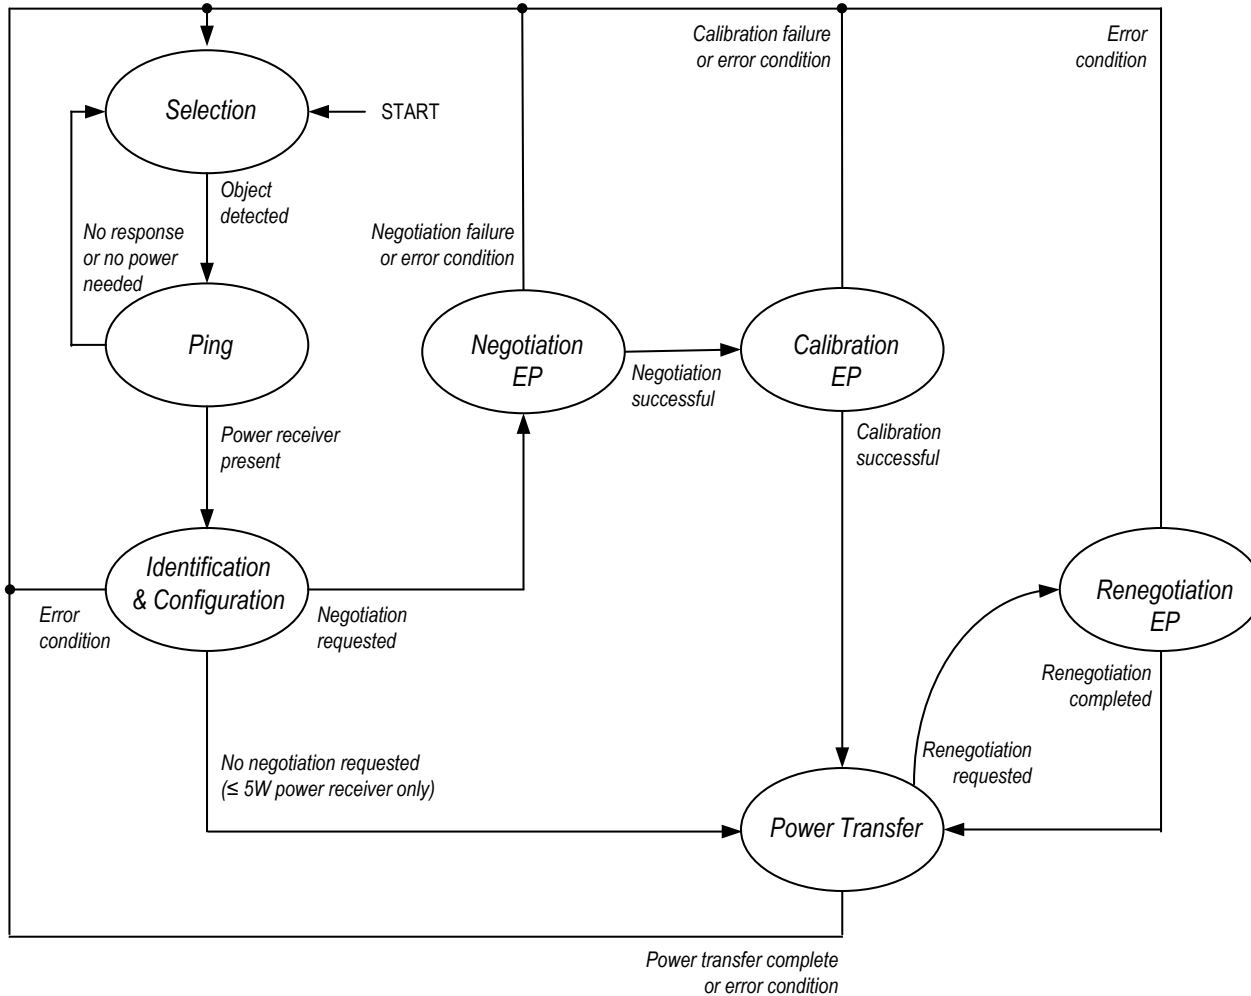 Calibration failure
or error condition
Error
condition
Selection
START
Object
detected
No response
or no power
needed
Negotiation failure
or error condition
Ping
Negotiation
EP
Negotiation
successful
Calibration
EP
Power receiver
present
Calibration
successful
Identification
& Configuration
Error
condition
Negotiation
requested
Renegotiation
EP
Renegotiation
completed
No negotiation requested
(≤ 5W power receiver only)
Renegotiation
requested
Power Transfer
Power transfer complete
or error condition